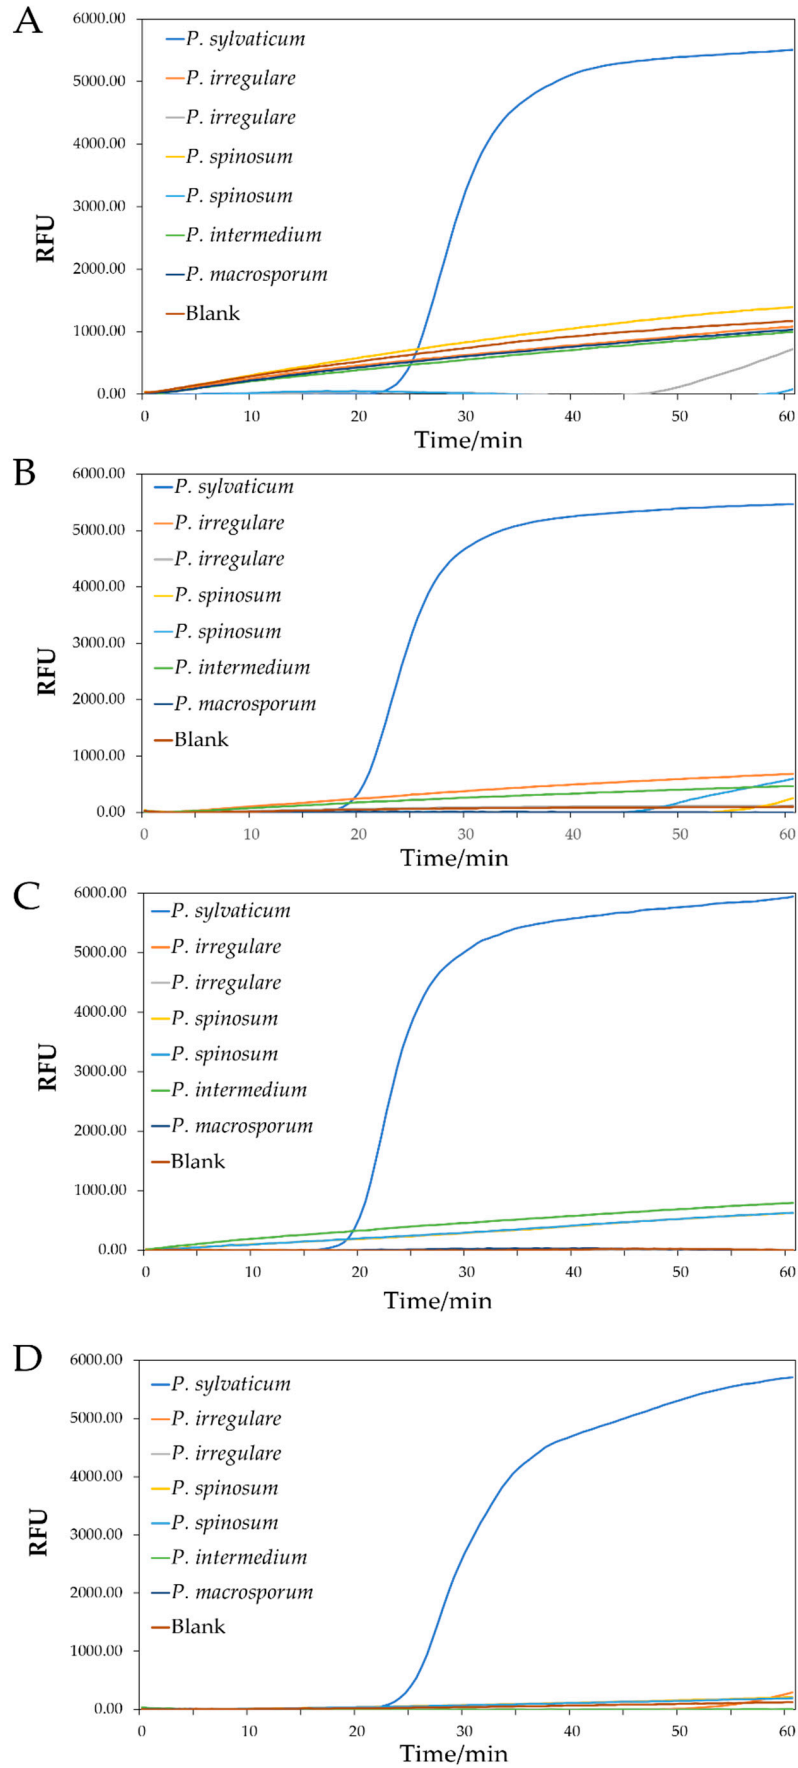 A
6000.00
5000.00
4000.00
3000.00
2000.00
1000.00
0.00
RFU
P. sylvaticum
P. irregulare
P. irregulare
P. spinosum
P. spinosum
P. intermedium
P. macrosporum
Blank
0 10 20 30 40 50 60
Time/min
B
6000.00
5000.00
4000.00
3000.00
2000.00
1000.00
0.00
RFU
P. sylvaticum
P. irregulare
P. irregulare
P. spinosum
P. spinosum
P. intermedium
P. macrosporum
Blank
0 10 20 30 40 50 60
Time/min
C
6000.00
5000.00
4000.00
3000.00
2000.00
1000.00
0.00
RFU
P. sylvaticum
P. irregulare
P. irregulare
P. spinosum
P. spinosum
P. intermedium
P. macrosporum
Blank
0 10 20 30 40 50 60
Time/min
D
6000.00
5000.00
4000.00
3000.00
2000.00
1000.00
0.00
RFU
P. sylvaticum
P. irregulare
P. irregulare
P. spinosum
P. spinosum
P. intermedium
P. macrosporum
Blank
0 10 20 30 40 50 60
Time/min